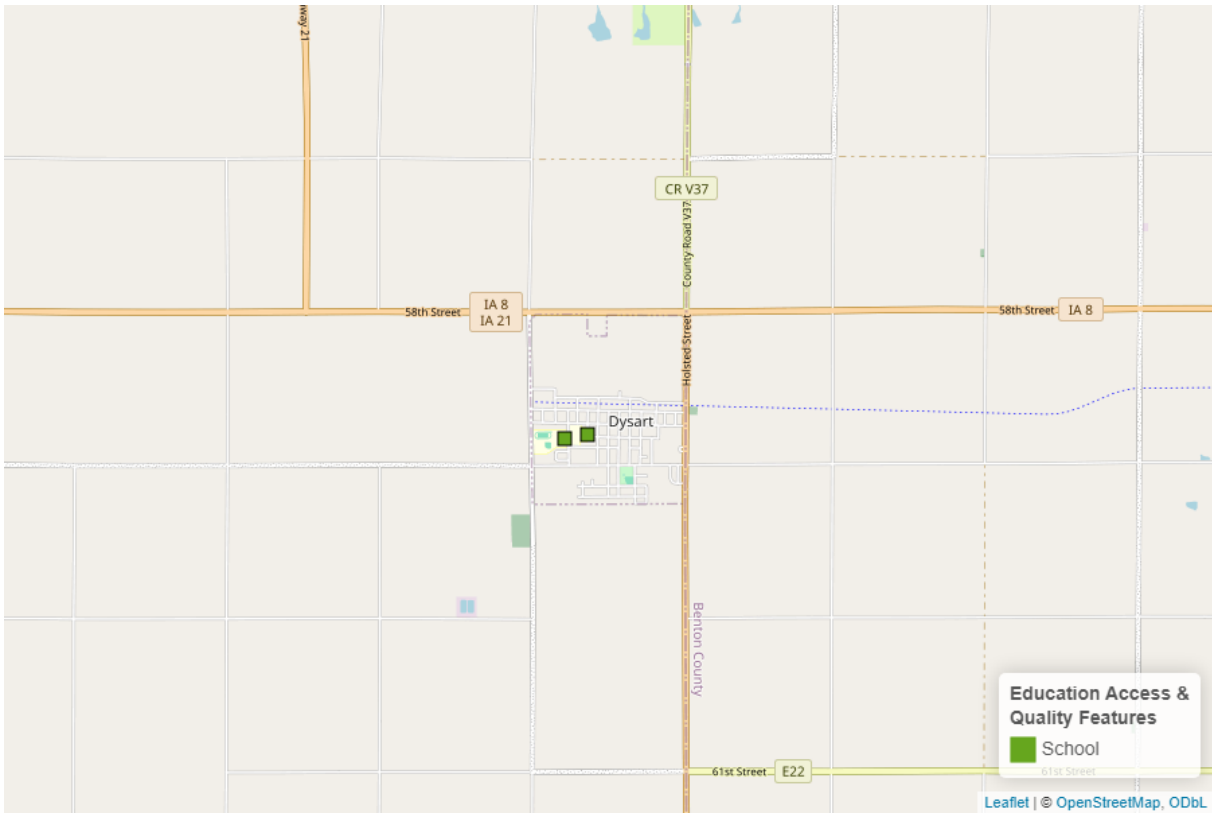 way 21
CR V37
County Road V37
IA 8
IA 21
58th Street
58th Street
IA 8
Holsted Street
Dysart
Benton County
Education Access &
Quality Features
School
61st Street
E22
61st Street
Leaflet | © OpenStreetMap, ODbL